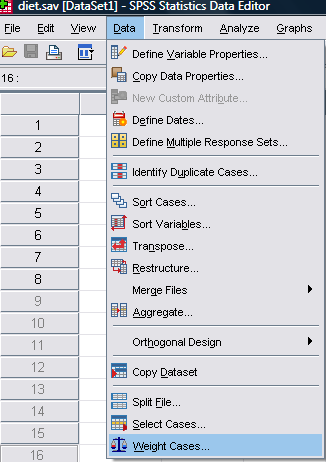 diet.sav [DataSet1] - SPSS Statistics Data Editor
File Edit View Data Transform Analyze Graphs
16 :
Define Variable Properties...
Copy Data Properties...
New Custom Attribute...
Define Dates...
Define Multiple Response Sets...
Identify Duplicate Cases...
Sort Cases...
Sort Variables...
Transpose...
Restructure...
Merge Files
Aggregate...
Orthogonal Design
Copy Dataset
Split File...
Select Cases...
Weight Cases...
1
2
3
4
5
6
7
8
9
10
11
12
13
14
15
16